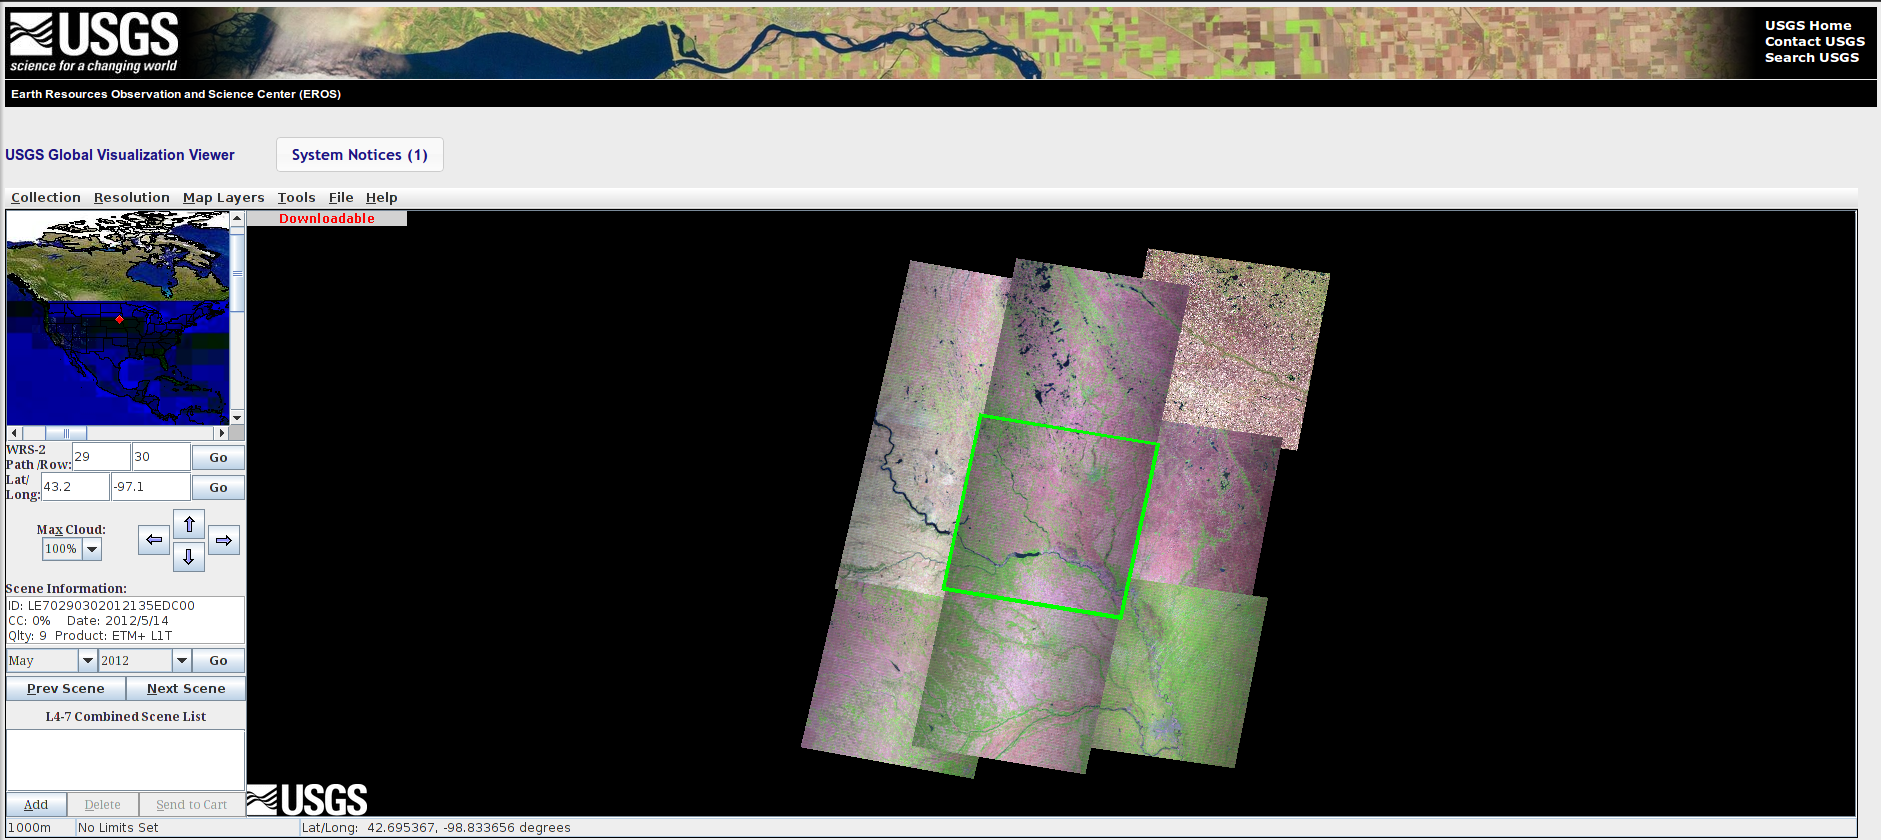 USGS
science for a changing world
USGS Home
Contact USGS
Search USGS
Earth Resources Observation and Science Center (EROS)
USGS Global Visualization Viewer
System Notices (1)
Collection Resolution Map Layers Tools File Help
Downloadable
WRS-2
Path /Row: 29 30 Go
Lat/
Long: 43.2 -97.1 Go
Max Cloud:
100%
Scene Information:
ID: LE70290302012135EDC00
CC: 0% Date: 2012/5/14
Qlty: 9 Product: ETM+ L1T
May 2012 Go
Prev Scene Next Scene
L4-7 Combined Scene List
Add Delete Send to Cart
USGS
1000m No Limits Set Lat/Long: 42.695367, -98.833656 degrees